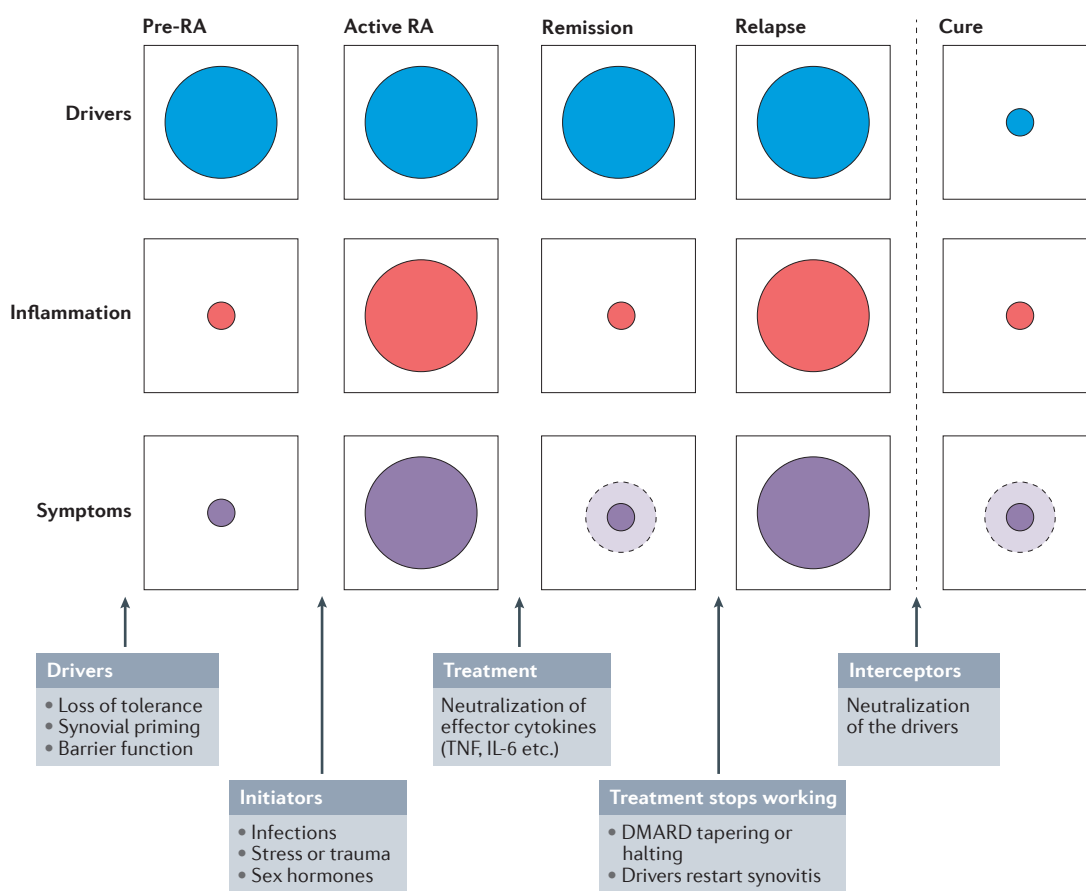 Pre-RA
Active RA
Remission
Relapse
Cure
Drivers
Inflammation
Symptoms
Drivers
• Loss of tolerance
• Synovial priming
• Barrier function
Initiators
• Infections
• Stress or trauma
• Sex hormones
Treatment
Neutralization of
effector cytokines
(TNF, IL-6 etc.)
Treatment stops working
• DMARD tapering or
halting
• Drivers restart synovitis
Interceptors
Neutralization
of the drivers